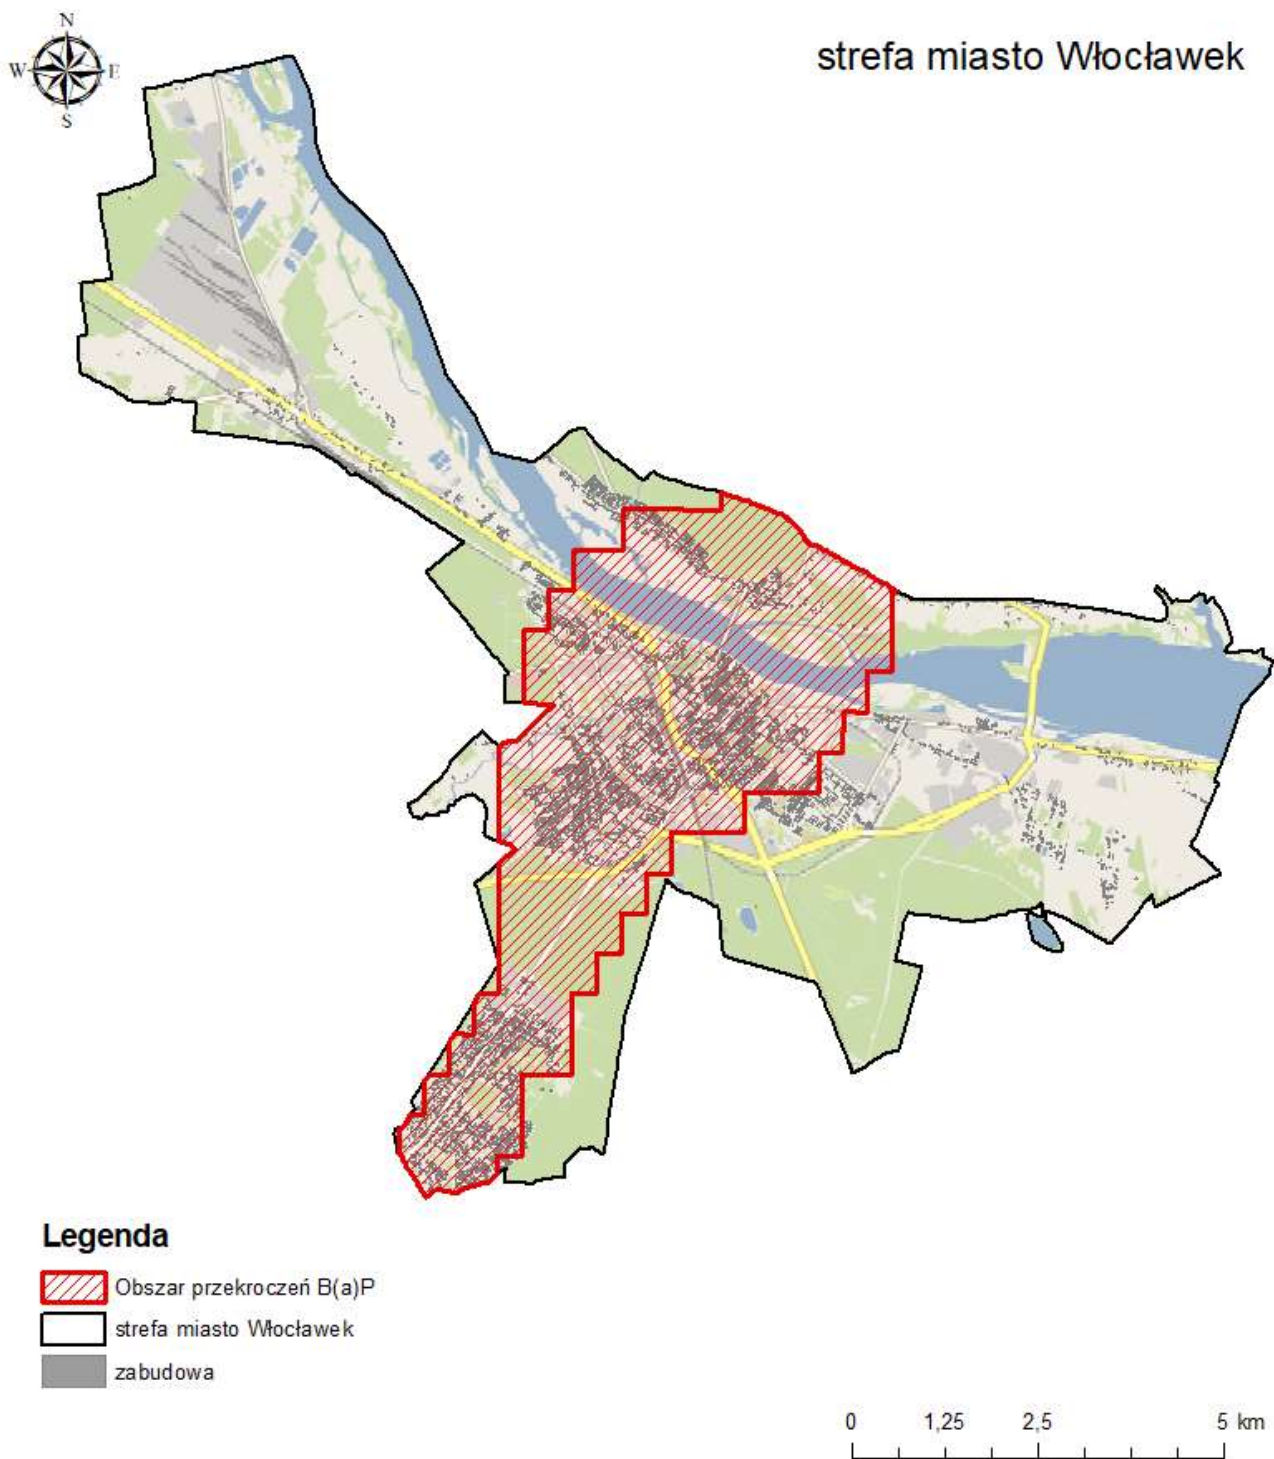 N
strefa miasto Włocławek
W E
S
Legenda
Obszar przekroczeń B(a)P
strefa miasto Włocławek
zabudowa
0 1,25 2,5 5 km